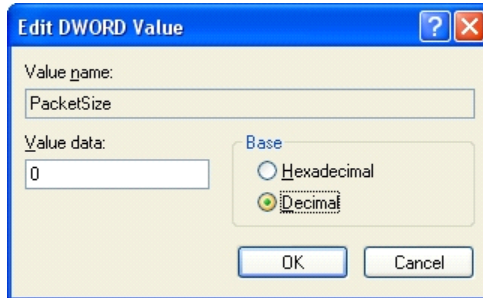 Edit DWORD Value
Value name:
PacketSize
Value data:
0
Base
Hexadecimal
Decimal
OK
Cancel